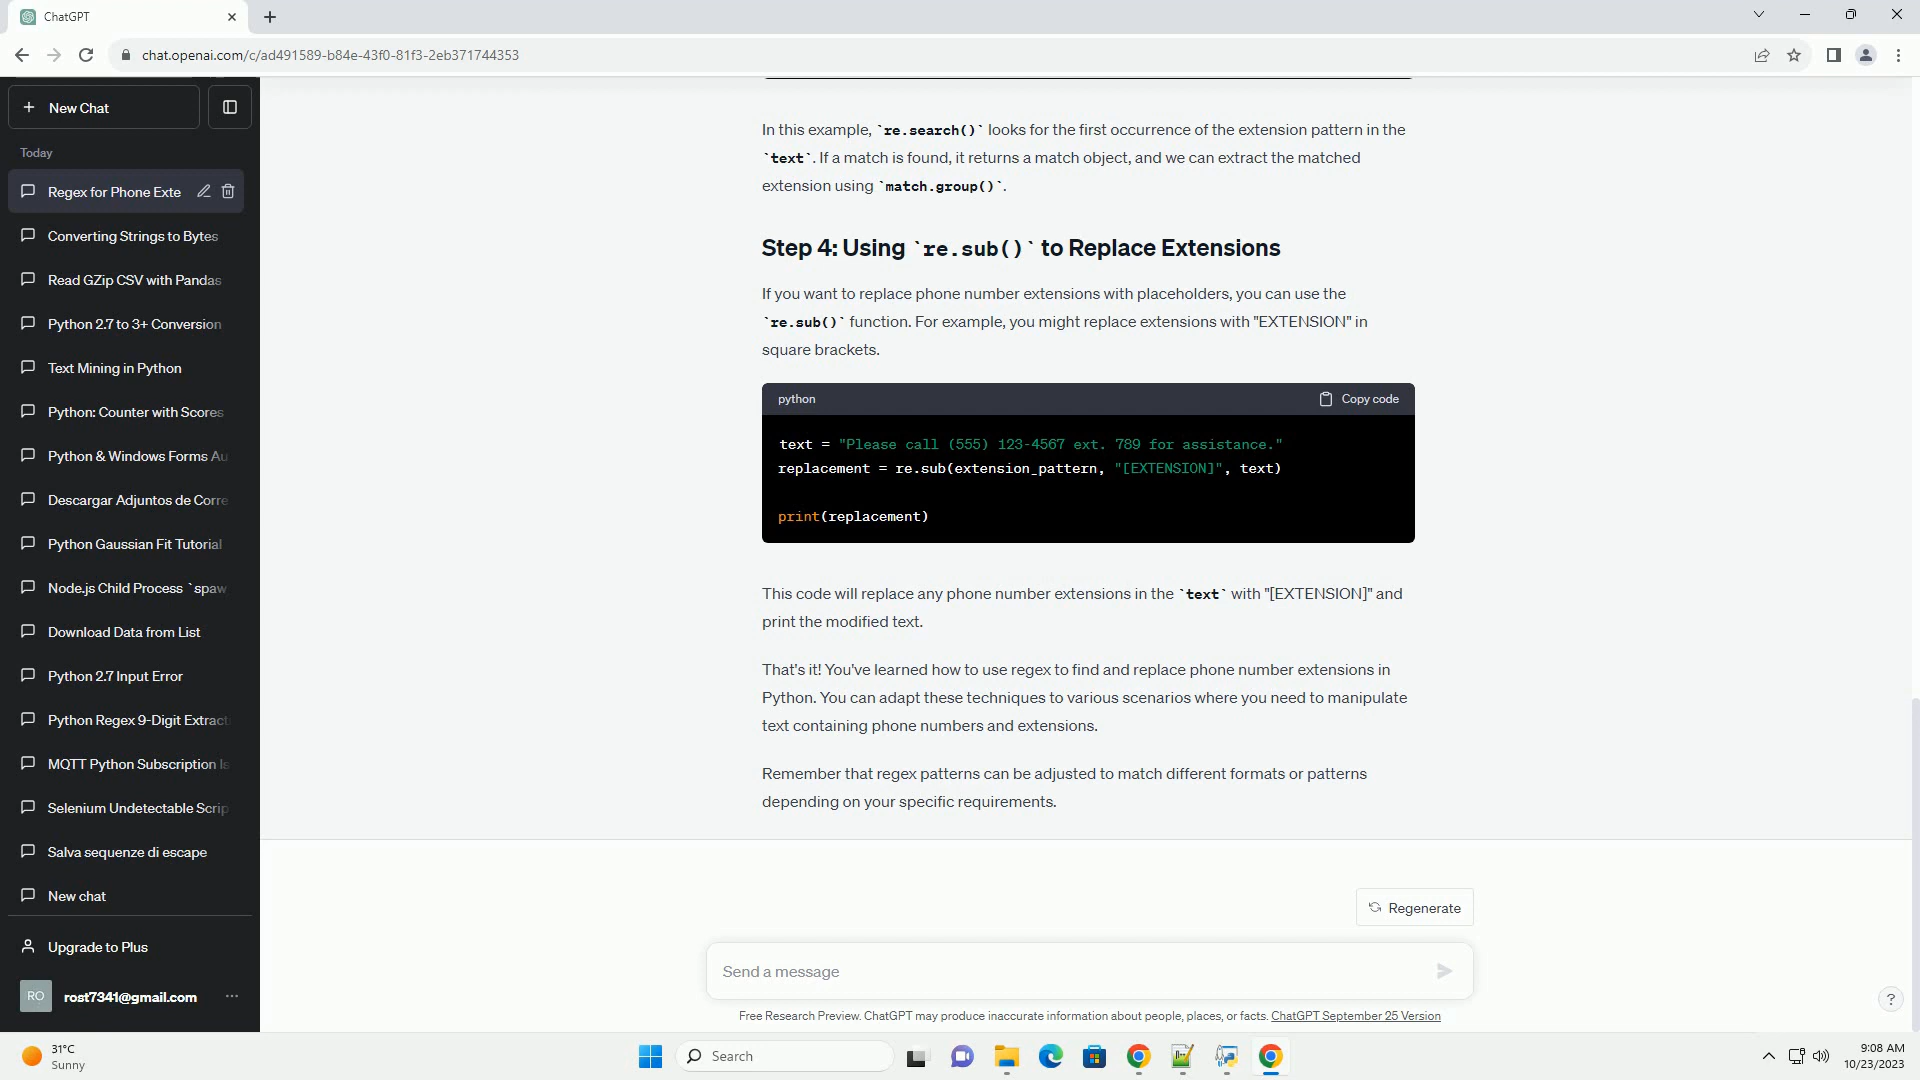 ChatGPT
chat.openai.com/c/ad491589-b84e-43f0-81f3-2eb371744353
New Chat
Today
Regex for Phone Exte
Converting Strings to Bytes
Read GZip CSV with Pandas
Python 2.7 to 3+ Conversion
Text Mining in Python
Python: Counter with Scores
Python & Windows Forms Au
Descargar Adjuntos de Corre
Python Gaussian Fit Tutorial
Node.js Child Process `spaw
Download Data from List
Python 2.7 Input Error
Python Regex 9-Digit Extract
MQTT Python Subscription Is
Selenium Undetectable Scrip
Salva sequenze di escape
New chat
Upgrade to Plus
RO rost7341@gmail.com
In this example, `re.search()` looks for the first occurrence of the extension pattern in the
`text`. If a match is found, it returns a match object, and we can extract the matched
extension using `match.group()`.
Step 4: Using `re.sub()` to Replace Extensions
If you want to replace phone number extensions with placeholders, you can use the
`re.sub()` function. For example, you might replace extensions with "EXTENSION" in
square brackets.
python Copy code
text = "Please call (555) 123-4567 ext. 789 for assistance."
replacement = re.sub(extension_pattern, "[EXTENSION]", text)
print(replacement)
This code will replace any phone number extensions in the `text` with "[EXTENSION]" and
print the modified text.
That's it! You've learned how to use regex to find and replace phone number extensions in
Python. You can adapt these techniques to various scenarios where you need to manipulate
text containing phone numbers and extensions.
Remember that regex patterns can be adjusted to match different formats or patterns
depending on your specific requirements.
Regenerate
Send a message
?
Free Research Preview. ChatGPT may produce inaccurate information about people, places, or facts. ChatGPT September 25 Version
31°C
Sunny
Search
9:08 AM
10/23/2023